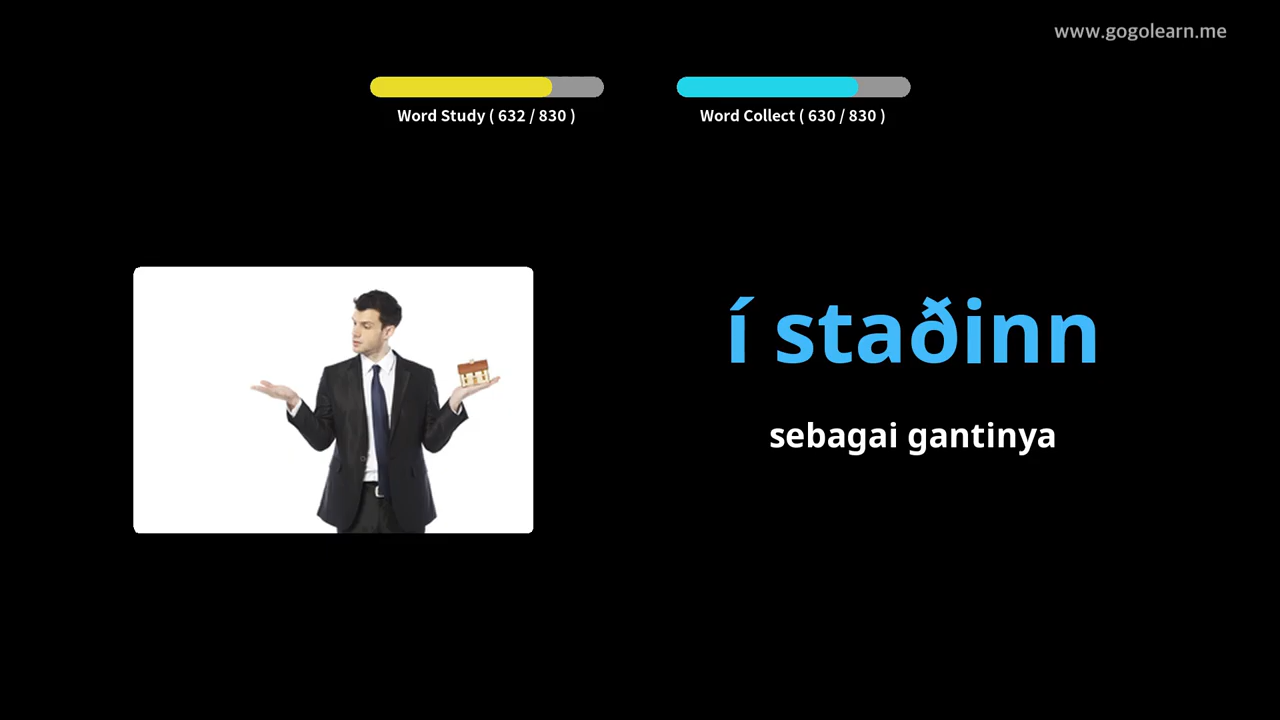 www.gogolearn.me
Word Study ( 632 / 830 )
Word Collect ( 630 / 830 )
í staðinn
sebagai gantinya